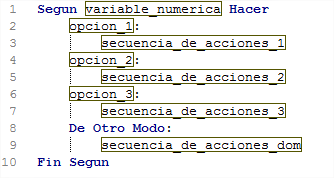 1 Segun variable_numerica Hacer
2 opcion_1:
3 secuencia_de_acciones_1
4 opcion_2:
5 secuencia_de_acciones_2
6 opcion_3:
7 secuencia_de_acciones_3
8 De Otro Modo:
9 secuencia_de_acciones_dom
10 Fin Segun